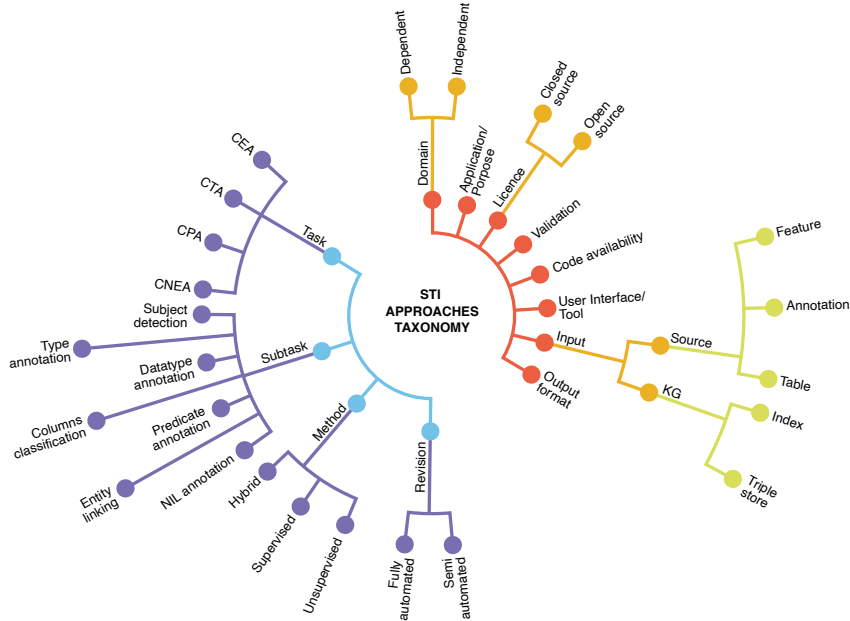 STI
APPROACHES
TAXONOMY
Domain
Dependent
Independent
Application/
Porpose
Licence
Closed
source
Open
source
Validation
Code availability
User Interface/
Tool
Input
Source
Feature
Annotation
Table
KG
Index
Triple
store
Output
format
Revision
Semi
automated
Fully
automated
Method
Unsupervised
Supervised
Hybrid
Subtask
NIL annotation
Entity
linking
Predicate
annotation
Columns
classification
Datatype
annotation
Type
annotation
Subject
detection
Task
CNEA
CPA
CTA
CEA